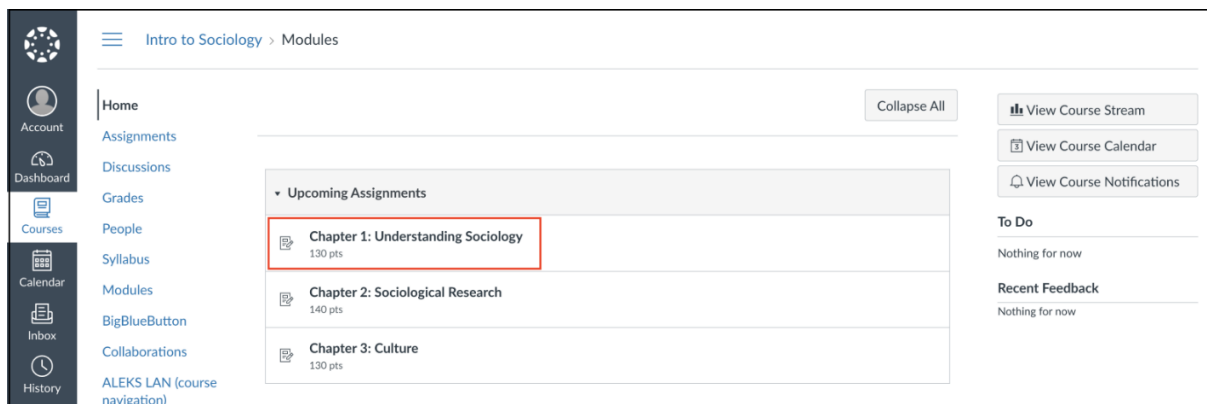 Intro to Sociology > Modules
Account
Dashboard
Courses
Calendar
Inbox
History
Home
Assignments
Discussions
Grades
People
Syllabus
Modules
BigBlueButton
Collaborations
ALEKS LAN (course
navigation)
Collapse All
Upcoming Assignments
Chapter 1: Understanding Sociology
130 pts
Chapter 2: Sociological Research
140 pts
Chapter 3: Culture
130 pts
View Course Stream
3 View Course Calendar
View Course Notifications
To Do
Nothing for now
Recent Feedback
Nothing for now